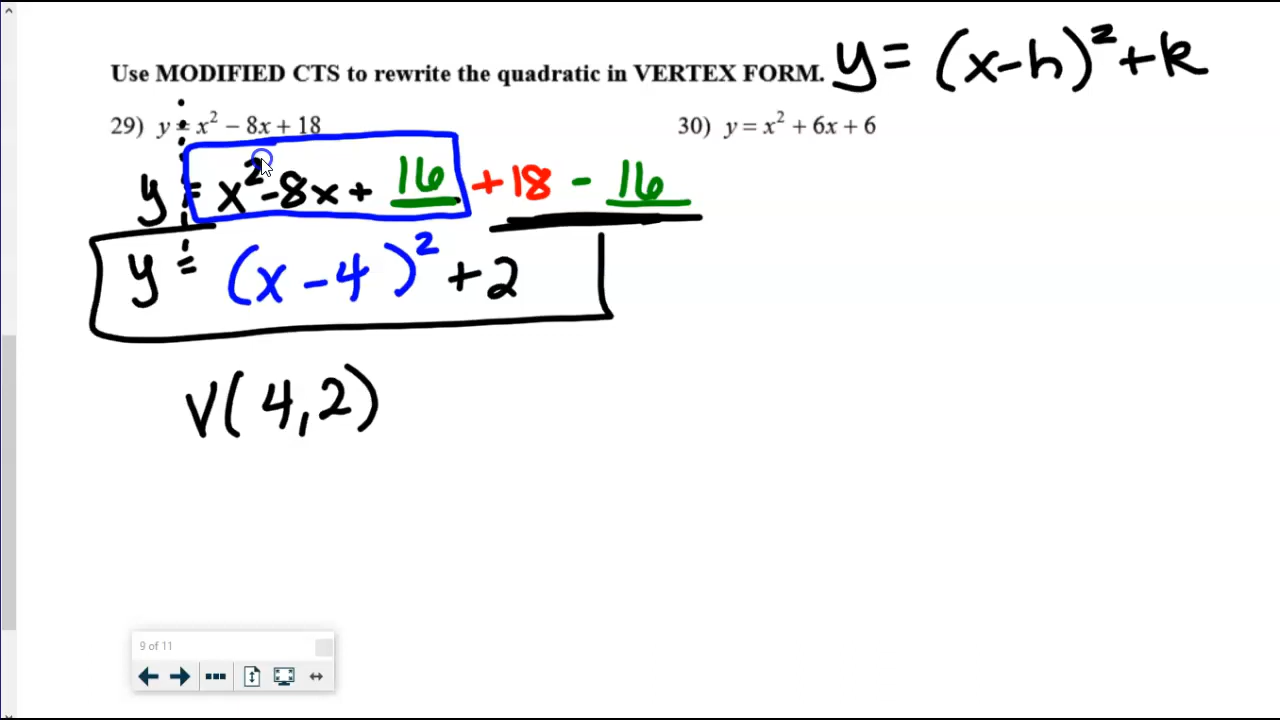 y = (x-h)² + k
Use MODIFIED CTS to rewrite the quadratic in VERTEX FORM.
29) y = x² − 8x + 18
30) y = x² + 6x + 6
y = x² - 8x + 16 + 18 - 16
y = (x - 4)² + 2
V(4,2)
9 of 11